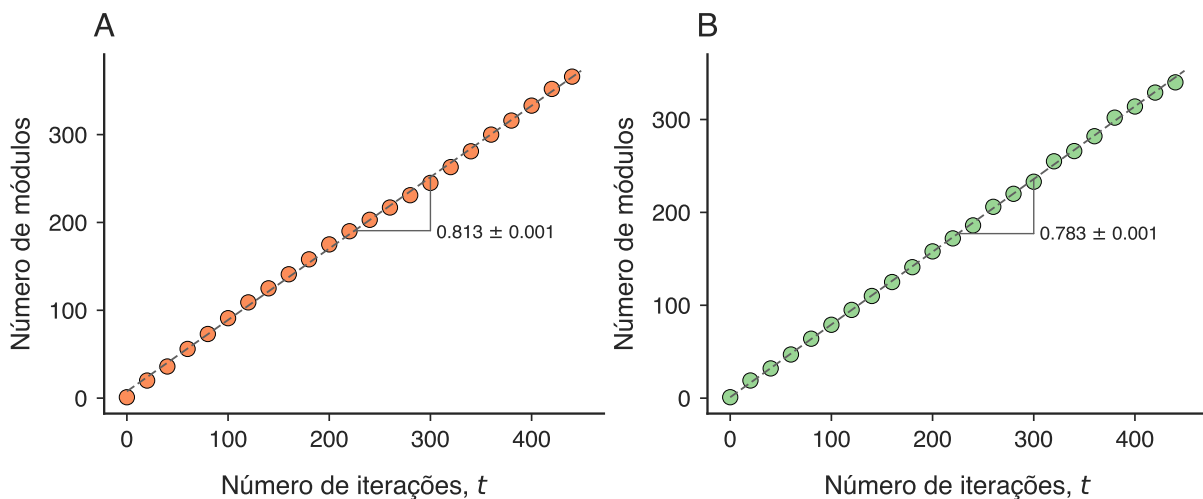 A
Número de módulos
300
200
100
0
0.813 ± 0.001
0 100 200 300 400
Número de iterações, t
B
Número de módulos
300
200
100
0
0.783 ± 0.001
0 100 200 300 400
Número de iterações, t